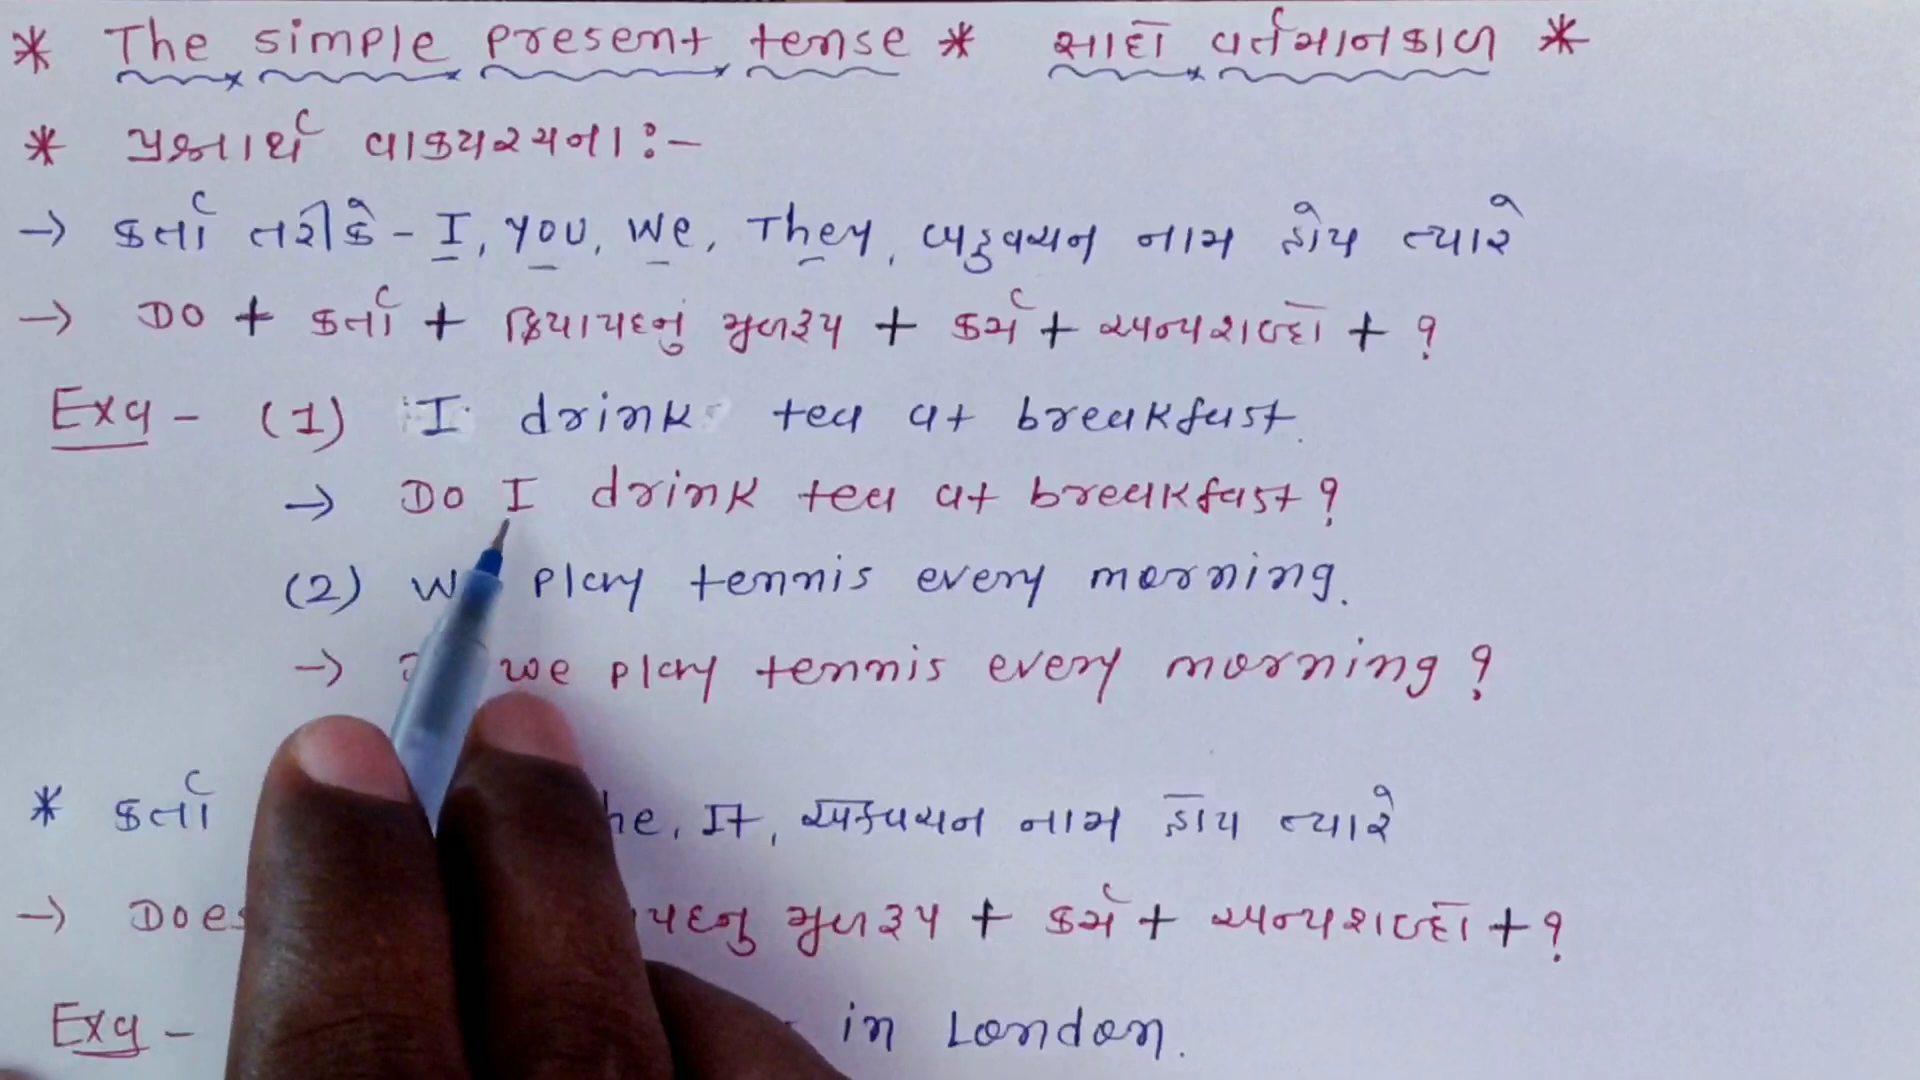 * The simple present tense * સાદો વર્તમાનકાળ *
* પ્રશ્નાર્થ વાક્યરચના :-
→ કર્તા તરીકે - I, you, we, They, બહુવચન નામ હોય ત્યારે
→ Do + કર્તા + ક્રિયાપદનું મુળરૂપ + કર્મ + અન્યશબ્દો + ?
Exa - (1) I drink tea at breakfast.
→ Do I drink tea at breakfast ?
(2) we play tennis every morning.
→ we play tennis every morning ?
* કર્તા he, It, એકવચન નામ હોય ત્યારે
→ Does પદનુ મુળરૂપ + કર્મ + અન્યશબ્દો + ?
Exa - in London.